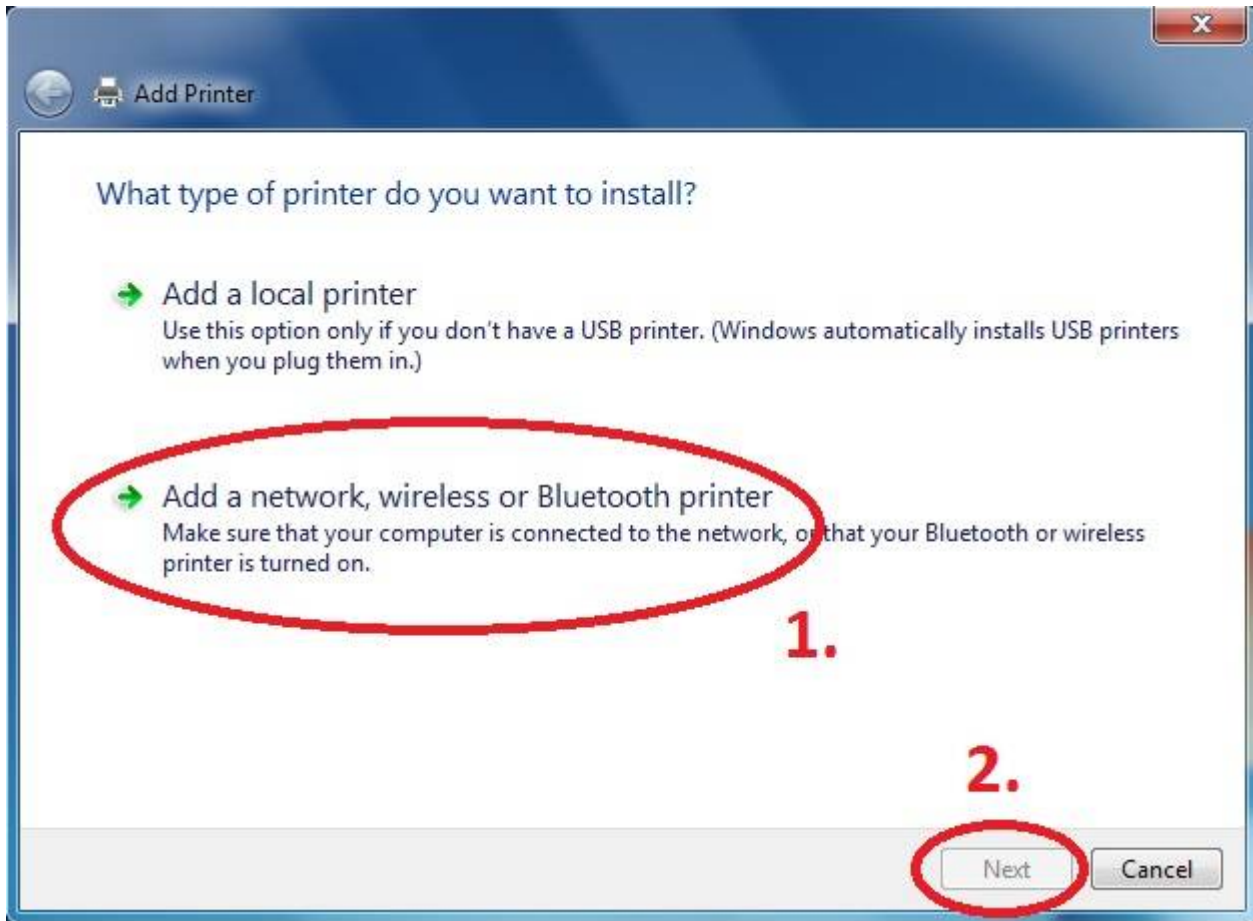 Add Printer
What type of printer do you want to install?
Add a local printer
Use this option only if you don't have a USB printer. (Windows automatically installs USB printers
when you plug them in.)
Add a network, wireless or Bluetooth printer
Make sure that your computer is connected to the network, or that your Bluetooth or wireless
printer is turned on.
1.
2.
Next Cancel